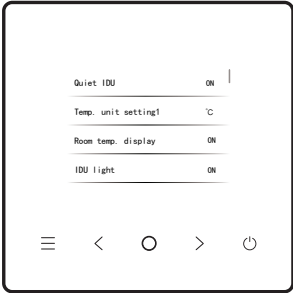 Quiet IDU ON
Temp. unit setting1 °C
Room temp. display ON
IDU light ON